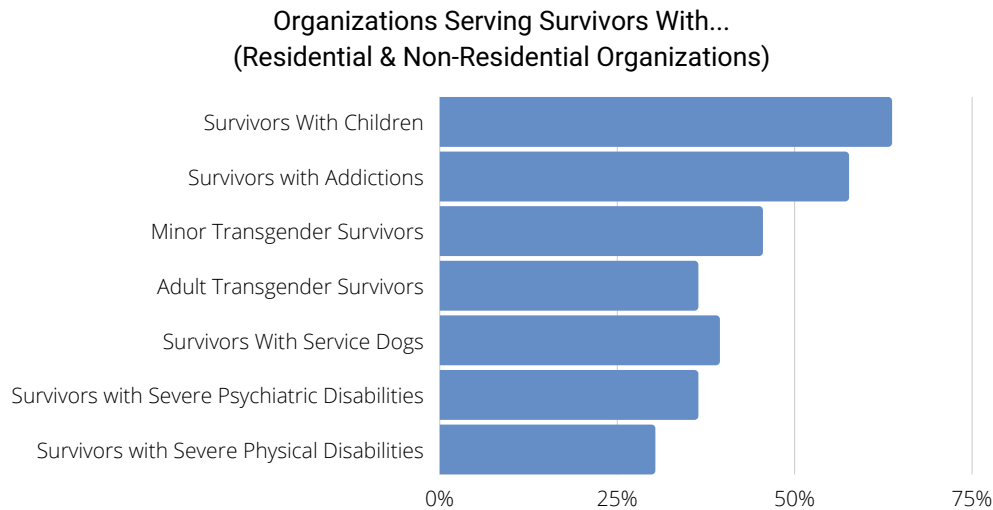 Organizations Serving Survivors With...
(Residential & Non-Residential Organizations)
Survivors With Children
Survivors with Addictions
Minor Transgender Survivors
Adult Transgender Survivors
Survivors With Service Dogs
Survivors with Severe Psychiatric Disabilities
Survivors with Severe Physical Disabilities
0% 25% 50% 75%